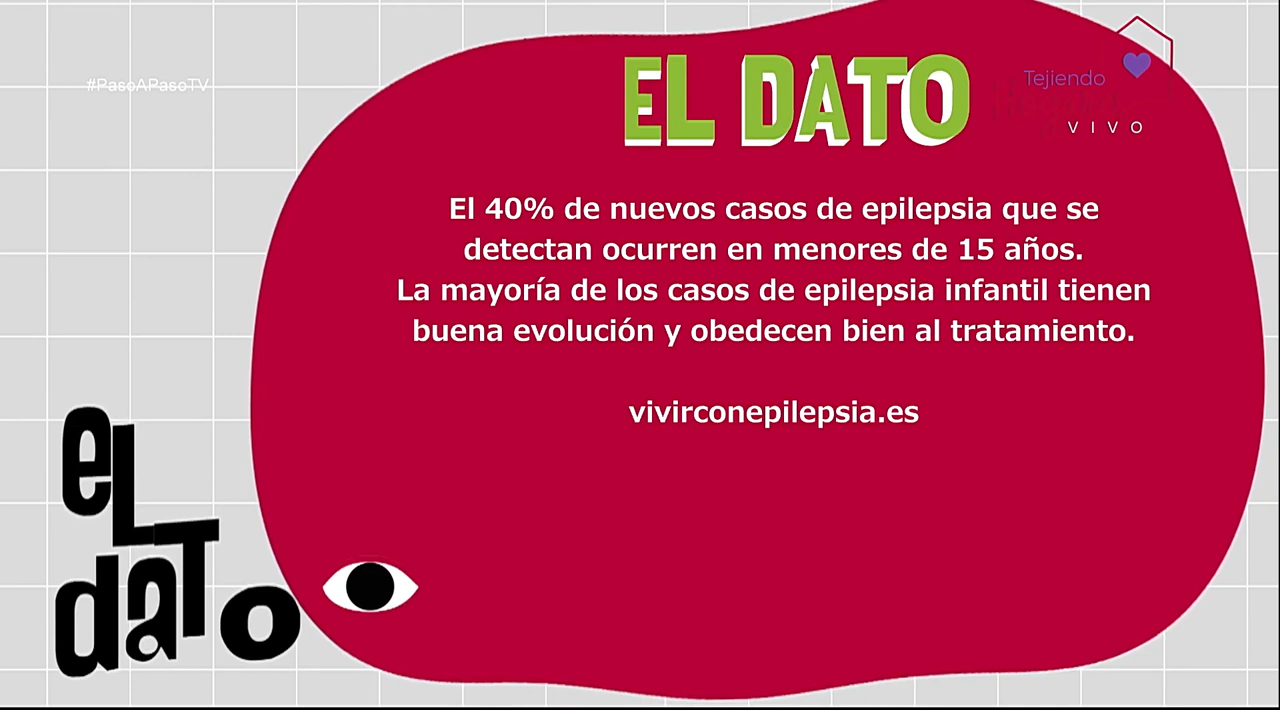 #PasoAPasoTV
EL DATO
Tejiendo
VIVO
El 40% de nuevos casos de epilepsia que se
detectan ocurren en menores de 15 años.
La mayoría de los casos de epilepsia infantil tienen
buena evolución y obedecen bien al tratamiento.
vivirconepilepsia.es
eL
daTo